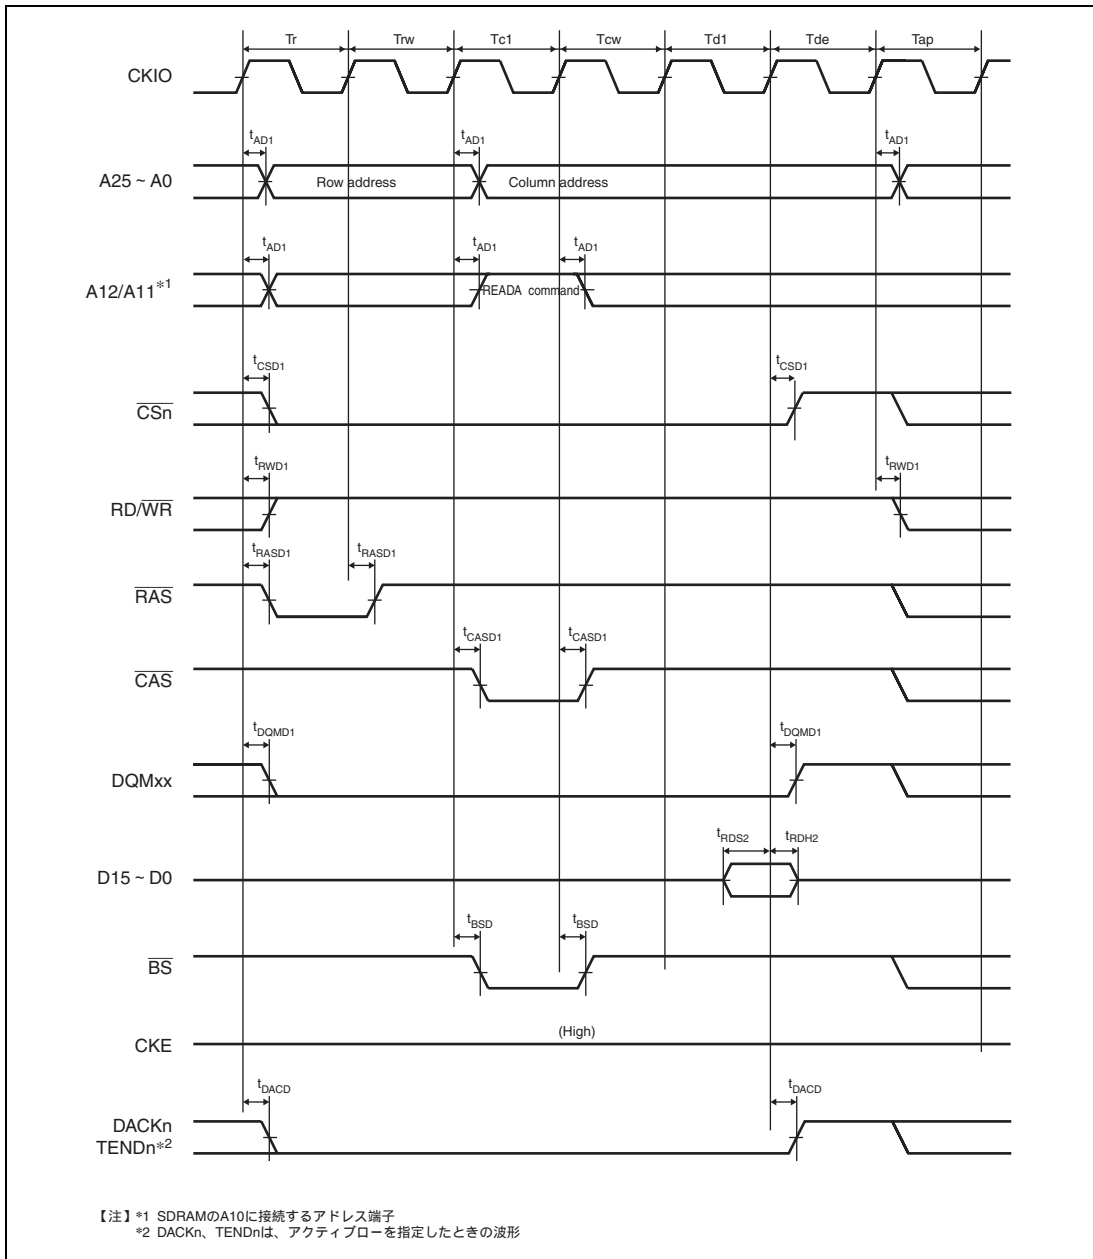 Tr Trw Tc1 Tcw Td1 Tde Tap
CKIO
tAD1 tAD1 tAD1
A25 ~ A0 Row address Column address
tAD1 tAD1 tAD1
A12/A11*1 READA command
tCSD1 tCSD1
CSn
tRWD1 tRWD1
RD/WR
tRASD1 tRASD1
RAS
tCASD1 tCASD1
CAS
tDQMD1 tDQMD1
DQMxx
tRDS2 tRDH2
D15 ~ D0
tBSD tBSD
BS
(High)
CKE
tDACD tDACD
DACKn
TENDn*2
【注】*1 SDRAMのA10に接続するアドレス端子
*2 DACKn、TENDnは、アクティブローを指定したときの波形